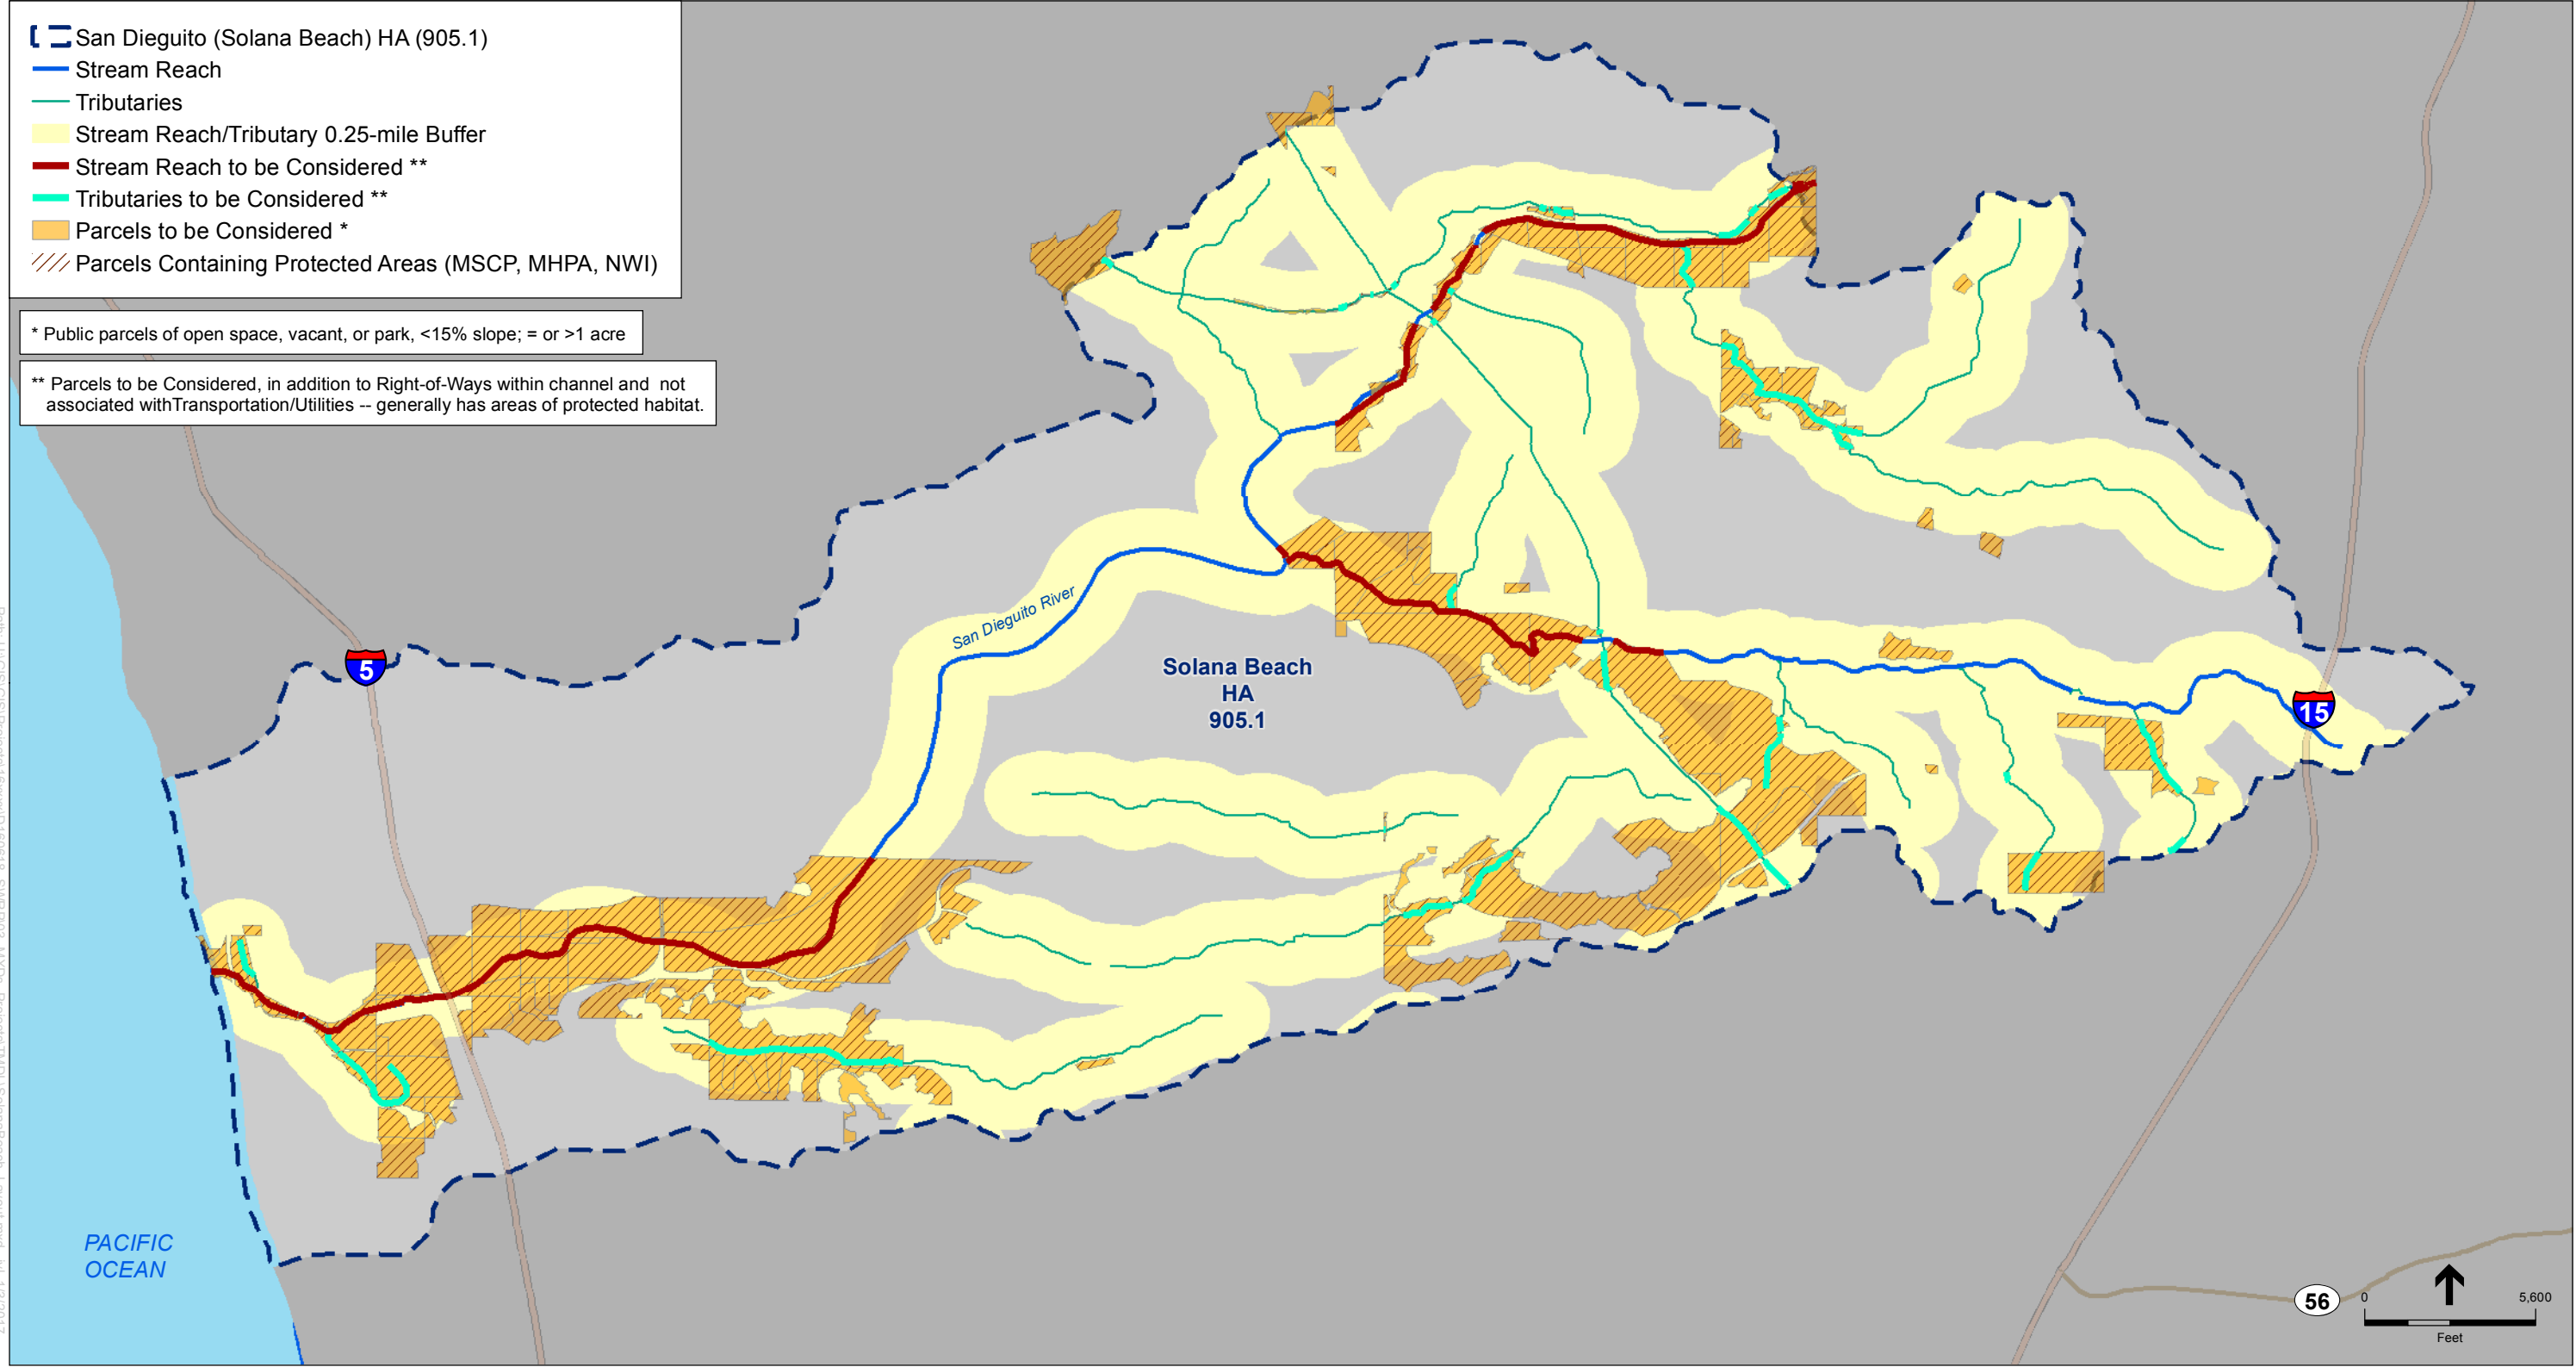 San Dieguito (Solana Beach) HA (905.1)
Stream Reach
Tributaries
Stream Reach/Tributary 0.25-mile Buffer
Stream Reach to be Considered **
Tributaries to be Considered **
Parcels to be Considered *
Parcels Containing Protected Areas (MSCP, MHPA, NWI)
* Public parcels of open space, vacant, or park, <15% slope; = or >1 acre
** Parcels to be Considered, in addition to Right-of-Ways within channel and not
associated withTransportation/Utilities -- generally has areas of protected habitat.
San Dieguito River
5
Solana Beach
HA
905.1
15
PACIFIC
OCEAN
56
0 5,600
Feet